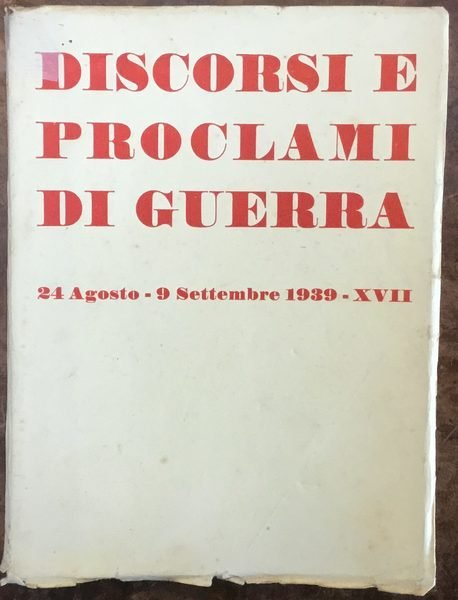 DISCORSI E
PROCLAMI
DI GUERRA
24 Agosto - 9 Settembre 1939 - XVII